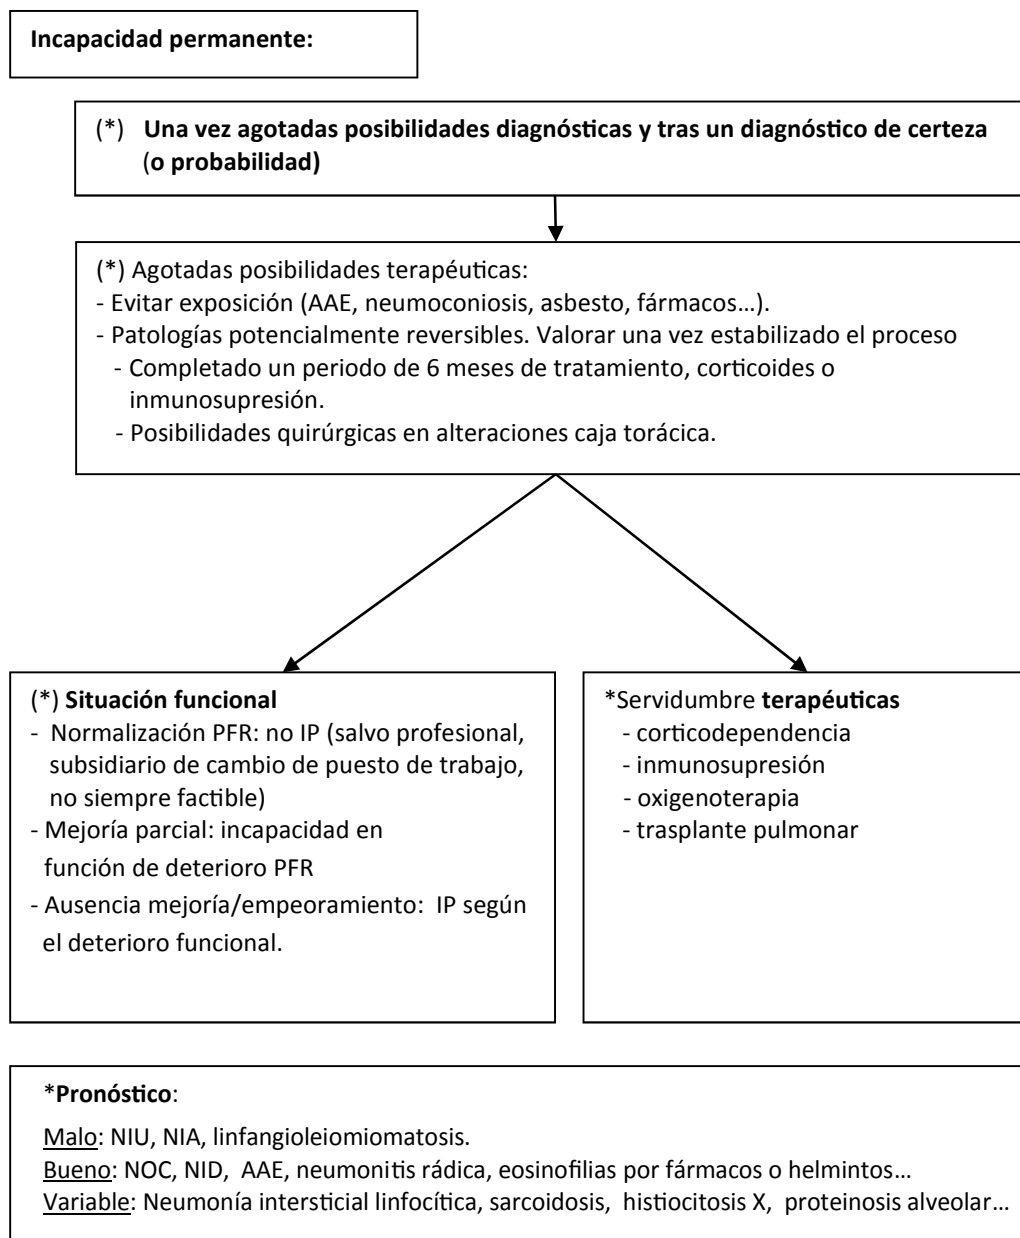 Incapacidad permanente:
(*) Una vez agotadas posibilidades diagnósticas y tras un diagnóstico de certeza
(o probabilidad)
(*) Agotadas posibilidades terapéuticas:
- Evitar exposición (AAE, neumoconiosis, asbesto, fármacos…).
- Patologías potencialmente reversibles. Valorar una vez estabilizado el proceso
- Completado un periodo de 6 meses de tratamiento, corticoides o
inmunosupresión.
- Posibilidades quirúrgicas en alteraciones caja torácica.
(*) Situación funcional
- Normalización PFR: no IP (salvo profesional,
subsidiario de cambio de puesto de trabajo,
no siempre factible)
- Mejoría parcial: incapacidad en
función de deterioro PFR
- Ausencia mejoría/empeoramiento: IP según
el deterioro funcional.
*Servidumbre terapéuticas
- corticodependencia
- inmunosupresión
- oxigenoterapia
- trasplante pulmonar
*Pronóstico:
Malo: NIU, NIA, linfangioleiomiomatosis.
Bueno: NOC, NID, AAE, neumonitis rádica, eosinofilias por fármacos o helmintos…
Variable: Neumonía intersticial linfocítica, sarcoidosis, histiocitosis X, proteinosis alveolar…